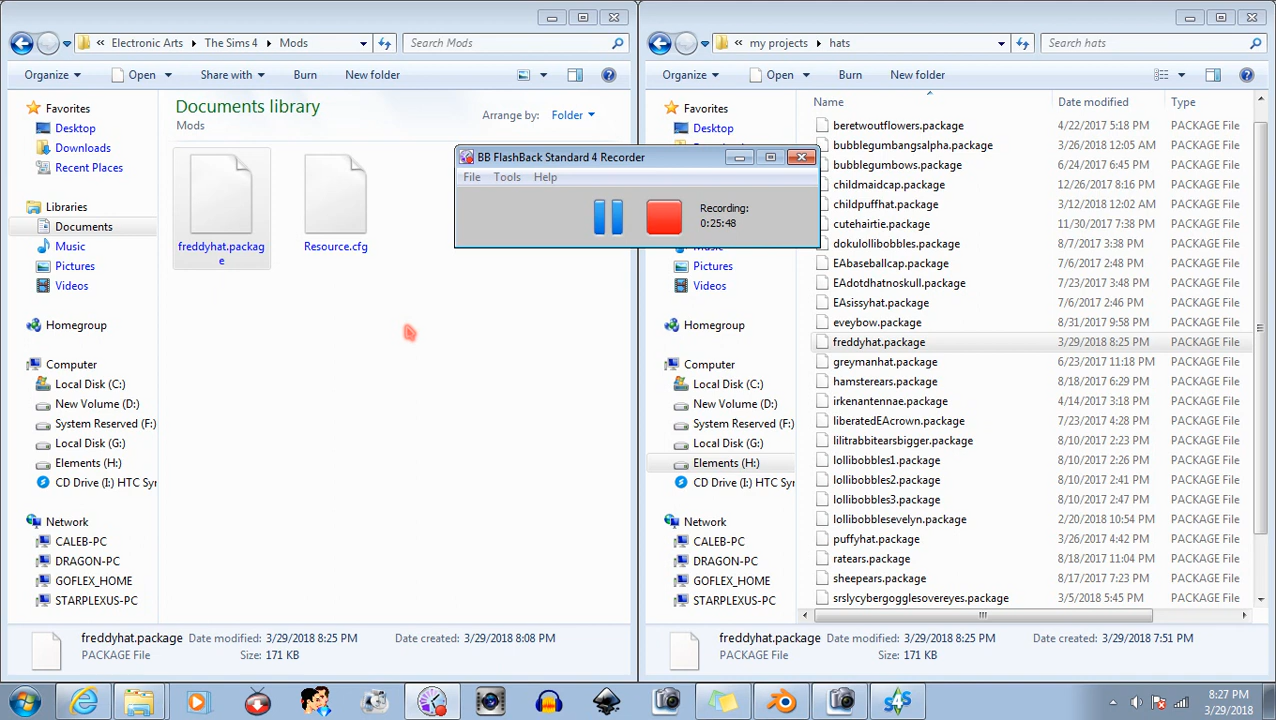 « Electronic Arts ▸ The Sims 4 ▸ Mods
Search Mods
Organize
Open
Share with
Burn
New folder
Favorites
Desktop
Downloads
Recent Places
Libraries
Documents
Music
Pictures
Videos
Homegroup
Computer
Local Disk (C:)
New Volume (D:)
System Reserved (F:)
Local Disk (G:)
Elements (H:)
CD Drive (I:) HTC Syn
Network
CALEB-PC
DRAGON-PC
GOFLEX_HOME
STARPLEXUS-PC
Documents library
Mods
Arrange by: Folder
freddyhat.packag
e
Resource.cfg
freddyhat.package
PACKAGE File
Date modified: 3/29/2018 8:25 PM
Size: 171 KB
Date created: 3/29/2018 8:08 PM
BB FlashBack Standard 4 Recorder
File Tools Help
Recording:
0:25:48
« my projects ▸ hats
Search hats
Organize
Open
Burn
New folder
Favorites
Desktop
Pictures
Videos
Homegroup
Computer
Local Disk (C:)
New Volume (D:)
System Reserved (F:)
Local Disk (G:)
Elements (H:)
CD Drive (I:) HTC Syn
Network
CALEB-PC
DRAGON-PC
GOFLEX_HOME
STARPLEXUS-PC
Name Date modified Type
beretwoutflowers.package 4/22/2017 5:18 PM PACKAGE File
bubblegumbangsalpha.package 3/26/2018 12:05 AM PACKAGE File
bubblegumbows.package 6/24/2017 6:45 PM PACKAGE File
childmaidcap.package 12/26/2017 8:16 PM PACKAGE File
childpuffhat.package 3/12/2018 12:02 AM PACKAGE File
cutehairtie.package 11/30/2017 7:38 PM PACKAGE File
dokulollibobbles.package 8/7/2017 3:38 PM PACKAGE File
EAbaseballcap.package 7/6/2017 2:48 PM PACKAGE File
EAdotdhatnoskull.package 7/23/2017 3:48 PM PACKAGE File
EAsissyhat.package 7/6/2017 2:46 PM PACKAGE File
eveybow.package 8/31/2017 9:58 PM PACKAGE File
freddyhat.package 3/29/2018 8:25 PM PACKAGE File
greymanhat.package 6/23/2017 11:18 PM PACKAGE File
hamsterears.package 8/18/2017 6:29 PM PACKAGE File
irkenantennae.package 4/14/2017 3:18 PM PACKAGE File
liberatedEAcrown.package 7/23/2017 4:28 PM PACKAGE File
lilitrabbitearsbigger.package 8/10/2017 2:23 PM PACKAGE File
lollibobbles1.package 8/10/2017 2:26 PM PACKAGE File
lollibobbles2.package 8/10/2017 2:41 PM PACKAGE File
lollibobbles3.package 8/10/2017 2:47 PM PACKAGE File
lollibobblesevelyn.package 2/20/2018 10:54 PM PACKAGE File
puffyhat.package 3/26/2017 4:42 PM PACKAGE File
ratears.package 8/18/2017 11:04 PM PACKAGE File
sheepears.package 8/17/2017 7:23 PM PACKAGE File
srslycybergogglesovereyes.package 3/5/2018 5:45 PM PACKAGE File
freddyhat.package
PACKAGE File
Date modified: 3/29/2018 8:25 PM
Size: 171 KB
Date created: 3/29/2018 7:51 PM
8:27 PM
3/29/2018